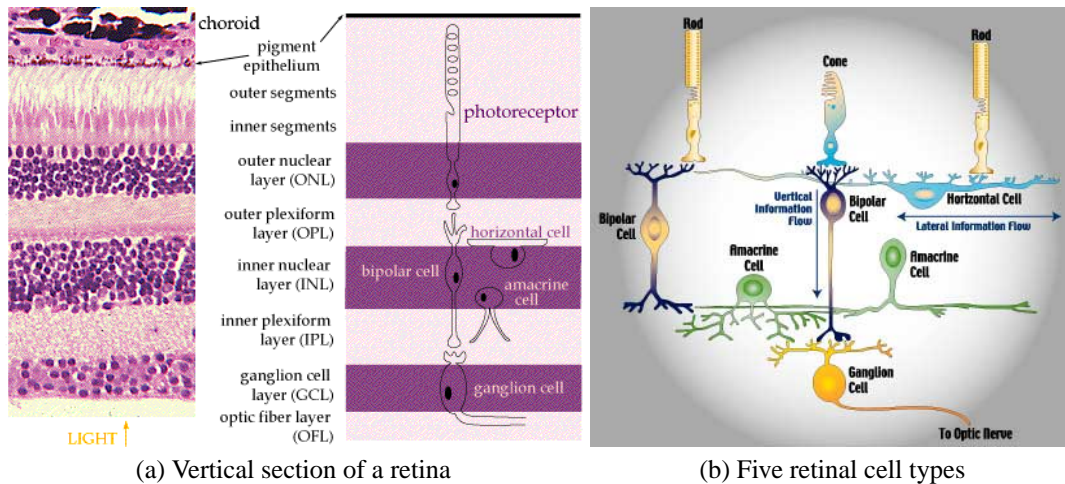 choroid
pigment
epithelium
outer segments
inner segments
outer nuclear
layer (ONL)
outer plexiform
layer (OPL)
inner nuclear
layer (INL)
inner plexiform
layer (IPL)
ganglion cell
layer (GCL)
optic fiber layer
(OFL)
LIGHT
photoreceptor
horizontal cell
bipolar cell
amacrine
cell
ganglion cell
(a) Vertical section of a retina
Rod
Cone
Rod
Bipolar
Cell
Vertical
Information
Flow
Bipolar
Cell
Horizontal Cell
Lateral Information Flow
Amacrine
Cell
Amacrine
Cell
Ganglion
Cell
To Optic Nerve
(b) Five retinal cell types